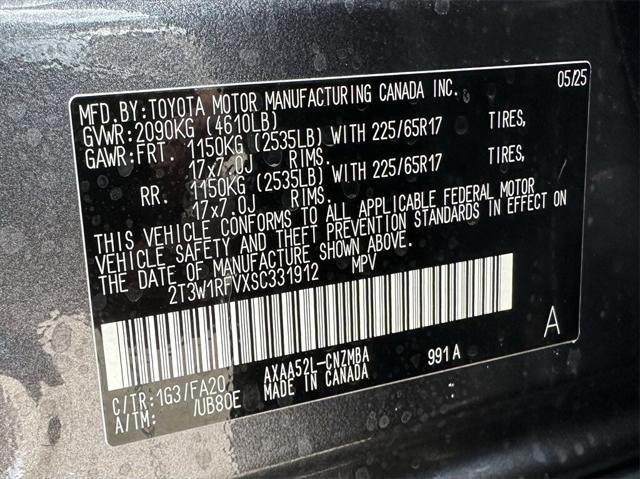 05/25
MFD.BY:TOYOTA MOTOR MANUFACTURING CANADA INC.
GVWR:2090KG (4610LB)
GAWR:FRT. 1150KG (2535LB) WITH 225/65R17 TIRES,
17x7.0J RIMS.
RR. 1150KG (2535LB) WITH 225/65R17 TIRES,
17x7.0J RIMS.
THIS VEHICLE CONFORMS TO ALL APPLICABLE FEDERAL MOTOR
VEHICLE SAFETY AND THEFT PREVENTION STANDARDS IN EFFECT ON
THE DATE OF MANUFACTURE SHOWN ABOVE.
2T3W1RFVXSC331912 MPV
A
C/TR:1G3/FA20 AXAA52L-CNZMBA 991A
A/TM: /UB80E MADE IN CANADA